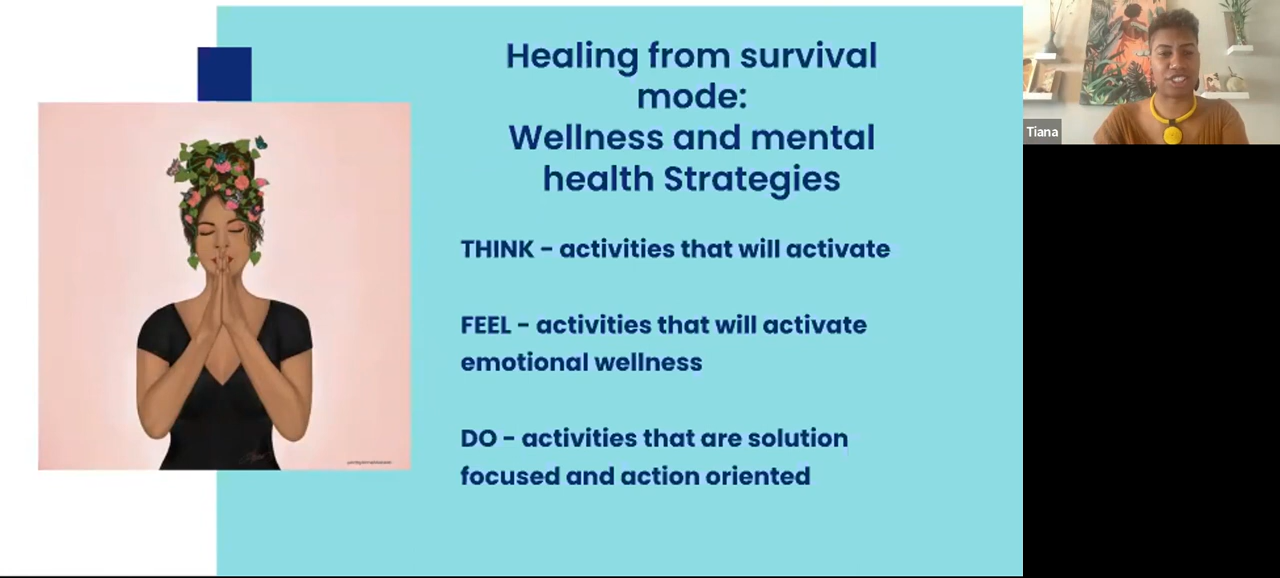 Healing from survival
mode:
Wellness and mental
health Strategies
THINK - activities that will activate
FEEL - activities that will activate
emotional wellness
DO - activities that are solution
focused and action oriented
Tiana